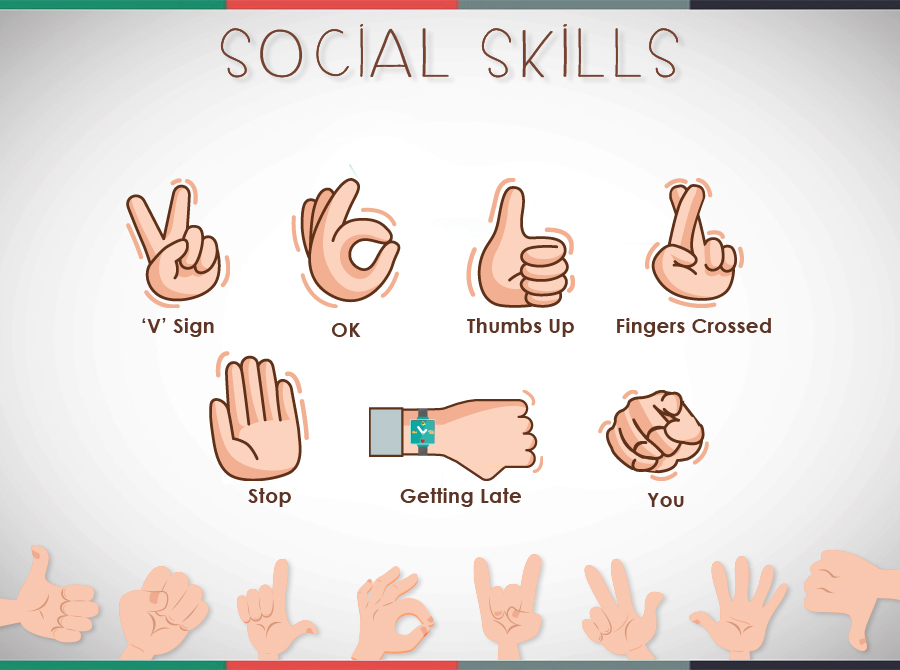 SOCIAL SKILLS
‘V’ Sign
OK
Thumbs Up
Fingers Crossed
Stop
Getting Late
You